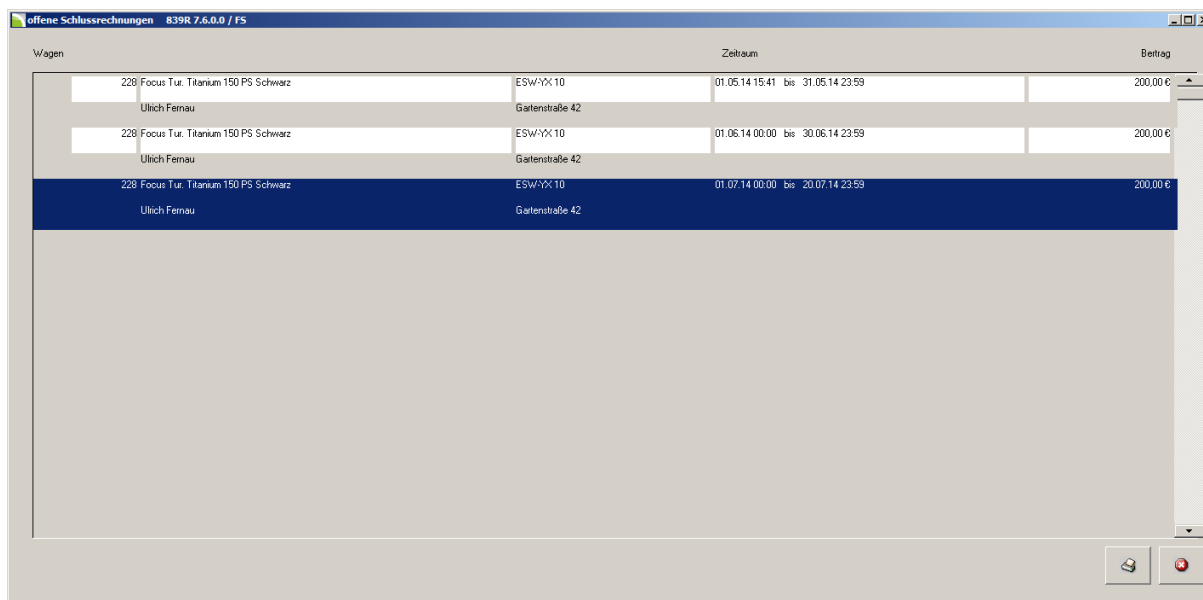 offene Schlussrechnungen 839R 7.6.0.0 / FS
Wagen Zeitraum Bertrag
228 Focus Tur. Titanium 150 PS Schwarz ESW-YX 10 01.05.14 15:41 bis 31.05.14 23:59 200,00 €
Ulrich Fernau Gartenstraße 42
228 Focus Tur. Titanium 150 PS Schwarz ESW-YX 10 01.06.14 00:00 bis 30.06.14 23:59 200,00 €
Ulrich Fernau Gartenstraße 42
228 Focus Tur. Titanium 150 PS Schwarz ESW-YX 10 01.07.14 00:00 bis 20.07.14 23:59 200,00 €
Ulrich Fernau Gartenstraße 42